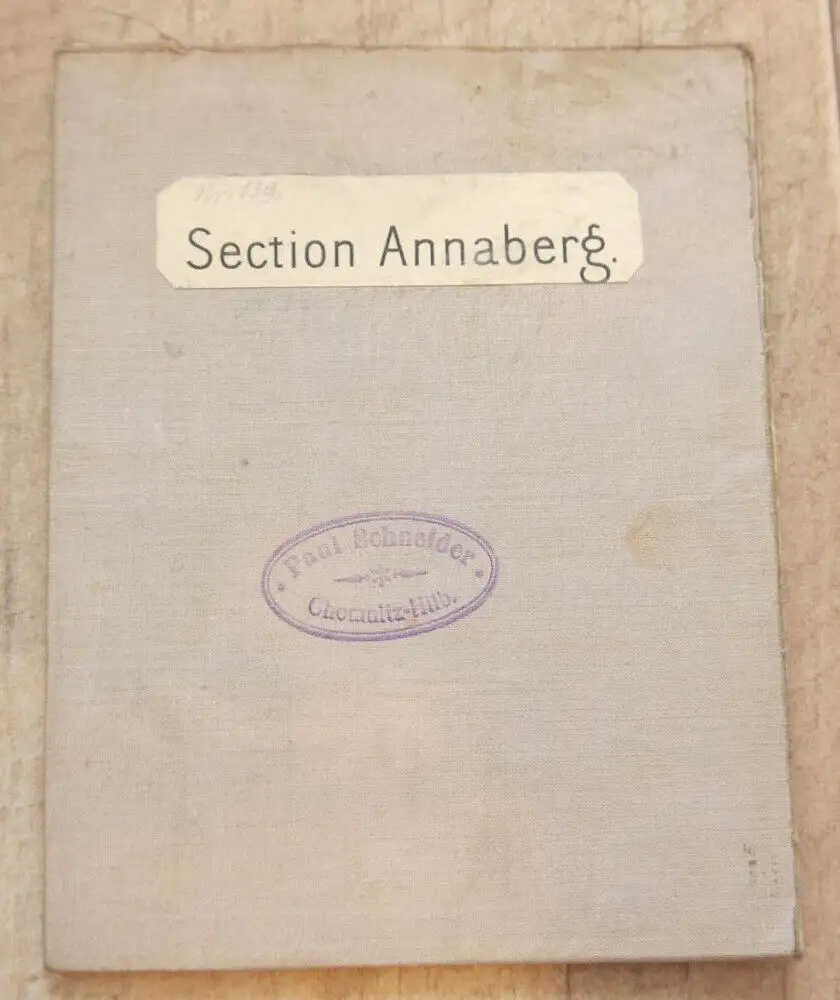 Nr. 139.
Section Annaberg.
Paul Schneider
Chemnitz-Hilb.